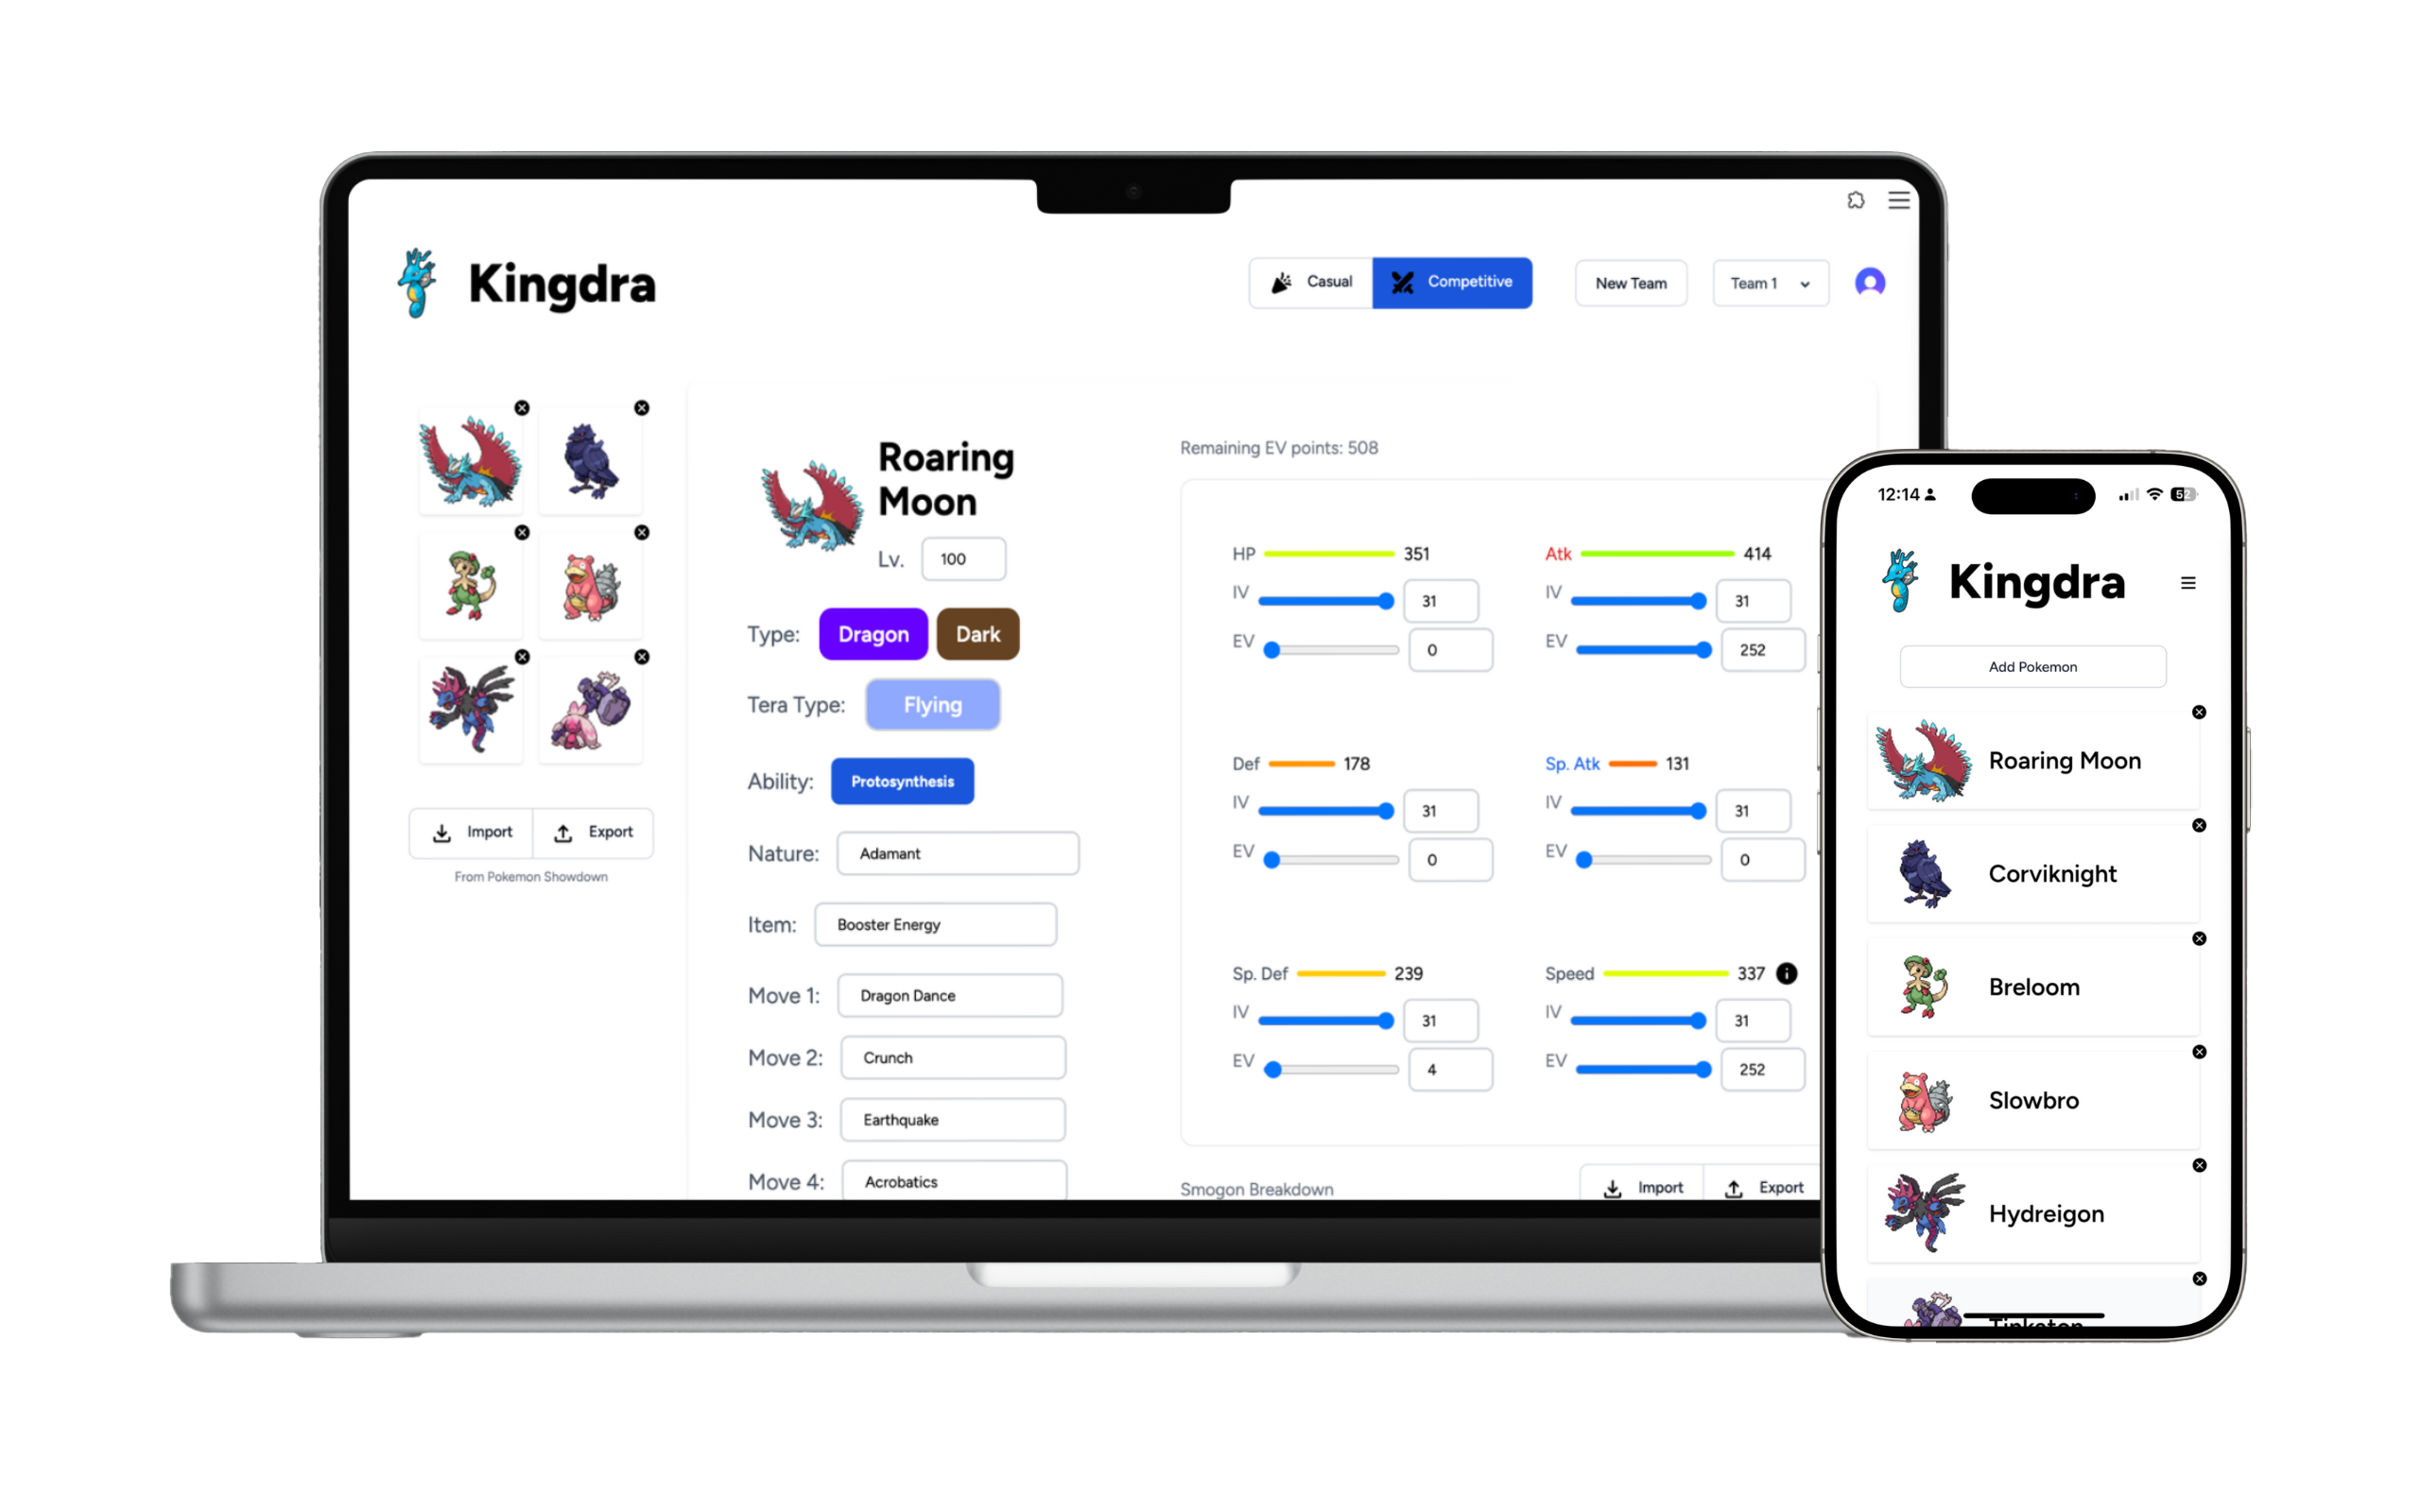 Kingdra
Casual
Competitive
New Team
Team 1
Import
Export
From Pokemon Showdown
Roaring
Moon
Lv. 100
Type: Dragon Dark
Tera Type: Flying
Ability: Protosynthesis
Nature: Adamant
Item: Booster Energy
Move 1: Dragon Dance
Move 2: Crunch
Move 3: Earthquake
Move 4: Acrobatics
Remaining EV points: 508
HP 351
IV 31
EV 0
Atk 414
IV 31
EV 252
Def 178
IV 31
EV 0
Sp. Atk 131
IV 31
EV 0
Sp. Def 239
IV 31
EV 4
Speed 337
IV 31
EV 252
Smogon Breakdown
Import
Export
12:14
52
Kingdra
Add Pokemon
Roaring Moon
Corviknight
Breloom
Slowbro
Hydreigon
Tinkaton